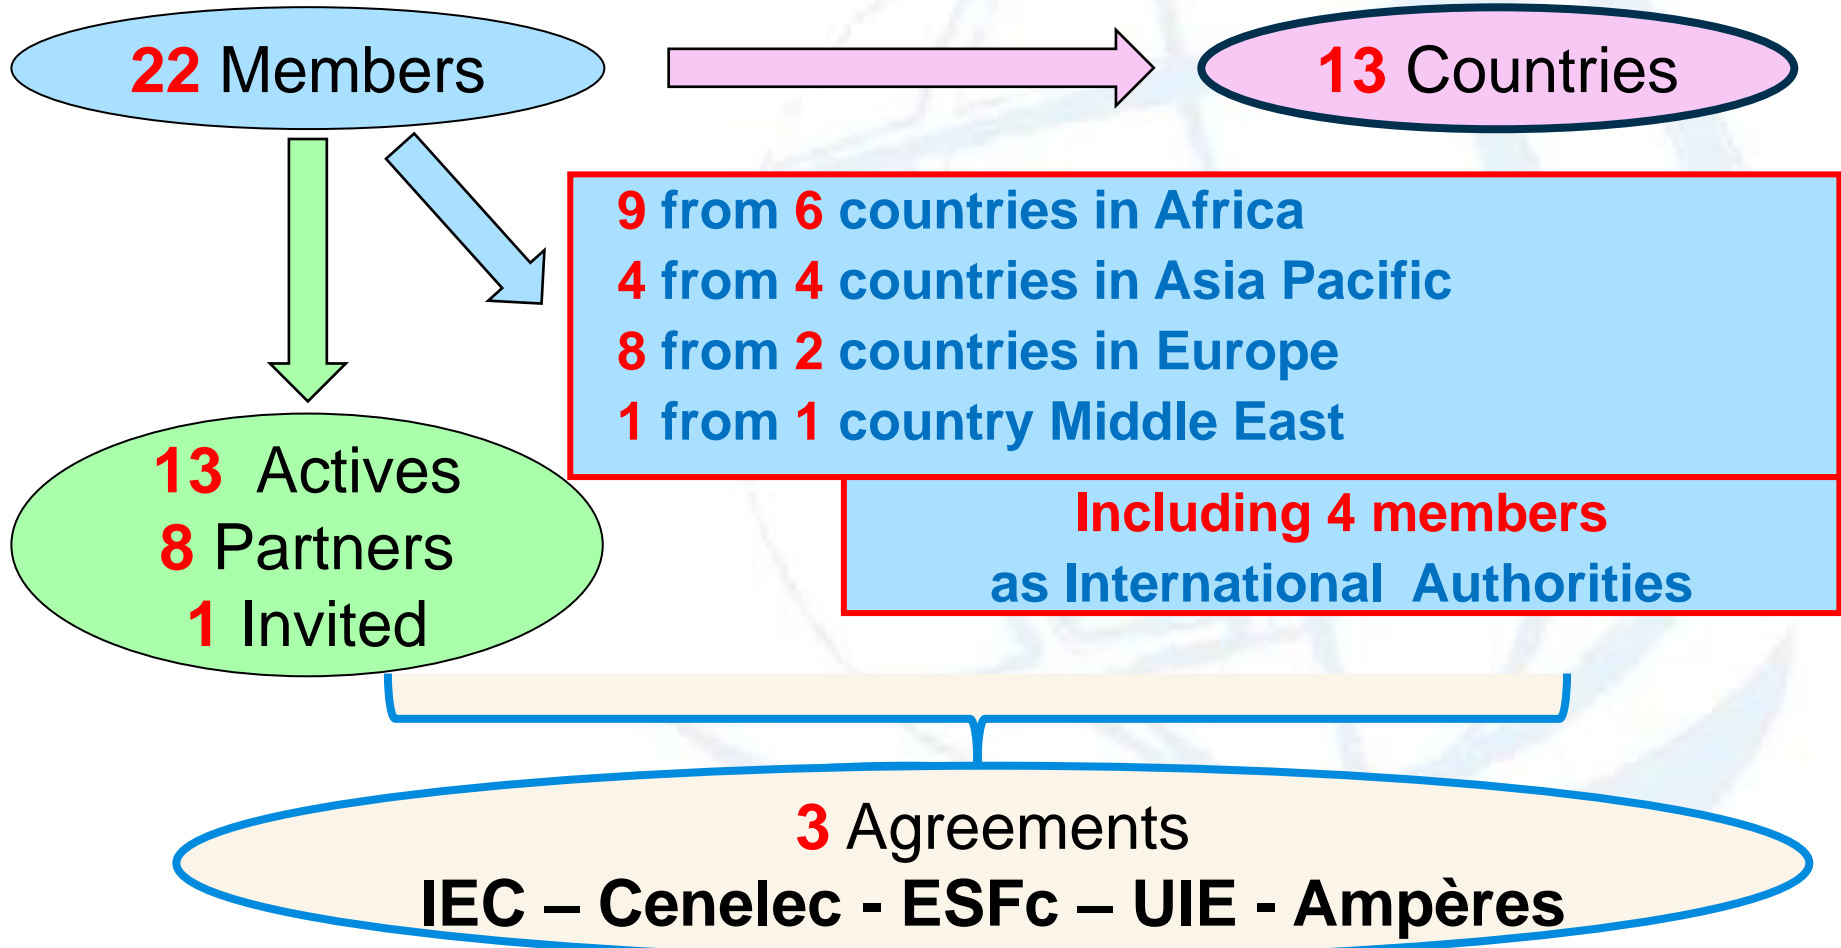 22 Members
13 Countries
9 from 6 countries in Africa
4 from 4 countries in Asia Pacific
8 from 2 countries in Europe
1 from 1 country Middle East
13 Actives
8 Partners
1 Invited
Including 4 members
as International Authorities
3 Agreements
IEC – Cenelec - ESFc – UIE - Ampères